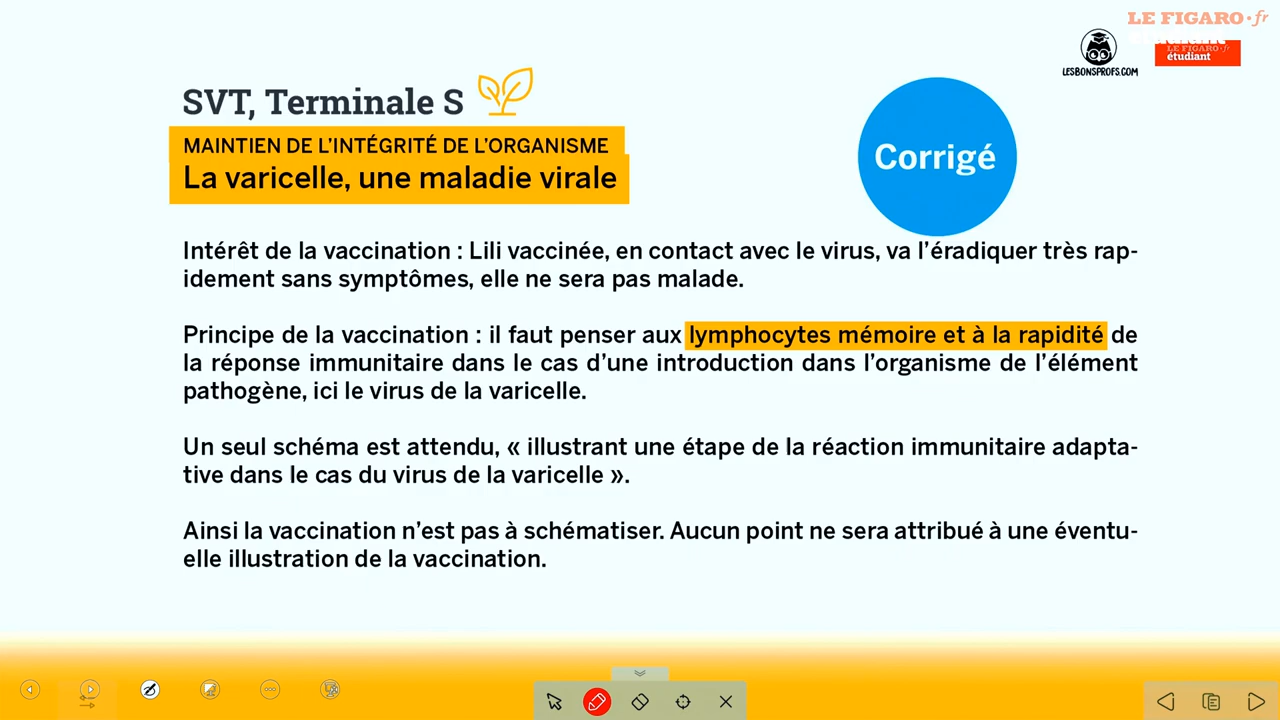 LE FIGARO·fr
LE FIGARO·fr
étudiant
LESBONSPROFS.COM
SVT, Terminale S
MAINTIEN DE L'INTÉGRITÉ DE L'ORGANISME
La varicelle, une maladie virale
Corrigé
Intérêt de la vaccination : Lili vaccinée, en contact avec le virus, va l'éradiquer très rap-
idement sans symptômes, elle ne sera pas malade.
Principe de la vaccination : il faut penser aux lymphocytes mémoire et à la rapidité de
la réponse immunitaire dans le cas d'une introduction dans l'organisme de l'élément
pathogène, ici le virus de la varicelle.
Un seul schéma est attendu, « illustrant une étape de la réaction immunitaire adapta-
tive dans le cas du virus de la varicelle ».
Ainsi la vaccination n'est pas à schématiser. Aucun point ne sera attribué à une éventu-
elle illustration de la vaccination.